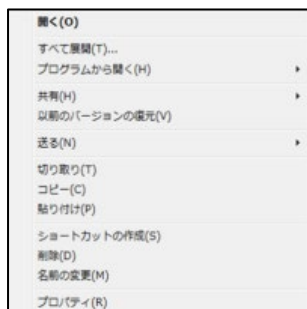 開く(O)
すべて展開(T)...
プログラムから開く(H)
共有(H)
以前のバージョンの復元(V)
送る(N)
切り取り(T)
コピー(C)
貼り付け(P)
ショートカットの作成(S)
削除(D)
名前の変更(M)
プロパティ(R)